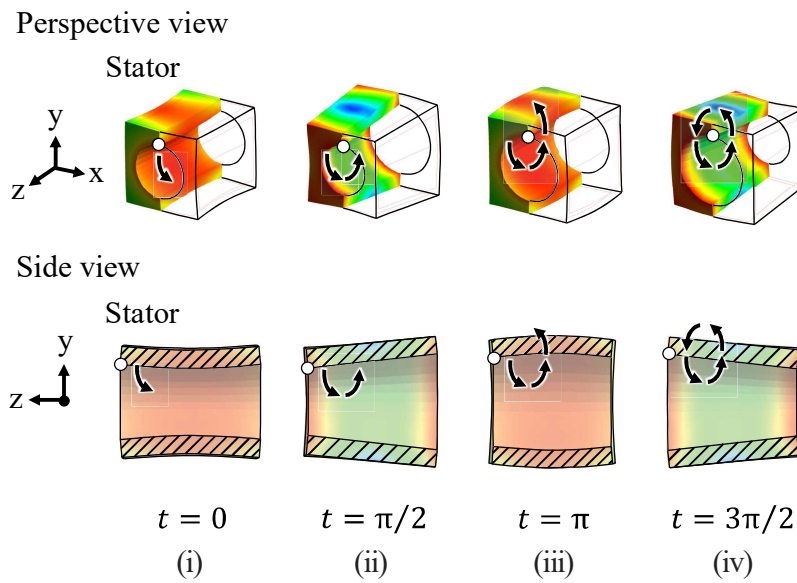 Perspective view
Stator
y
z
x
Side view
Stator
y
z
t = 0
t = π/2
t = π
t = 3π/2
(i)
(ii)
(iii)
(iv)